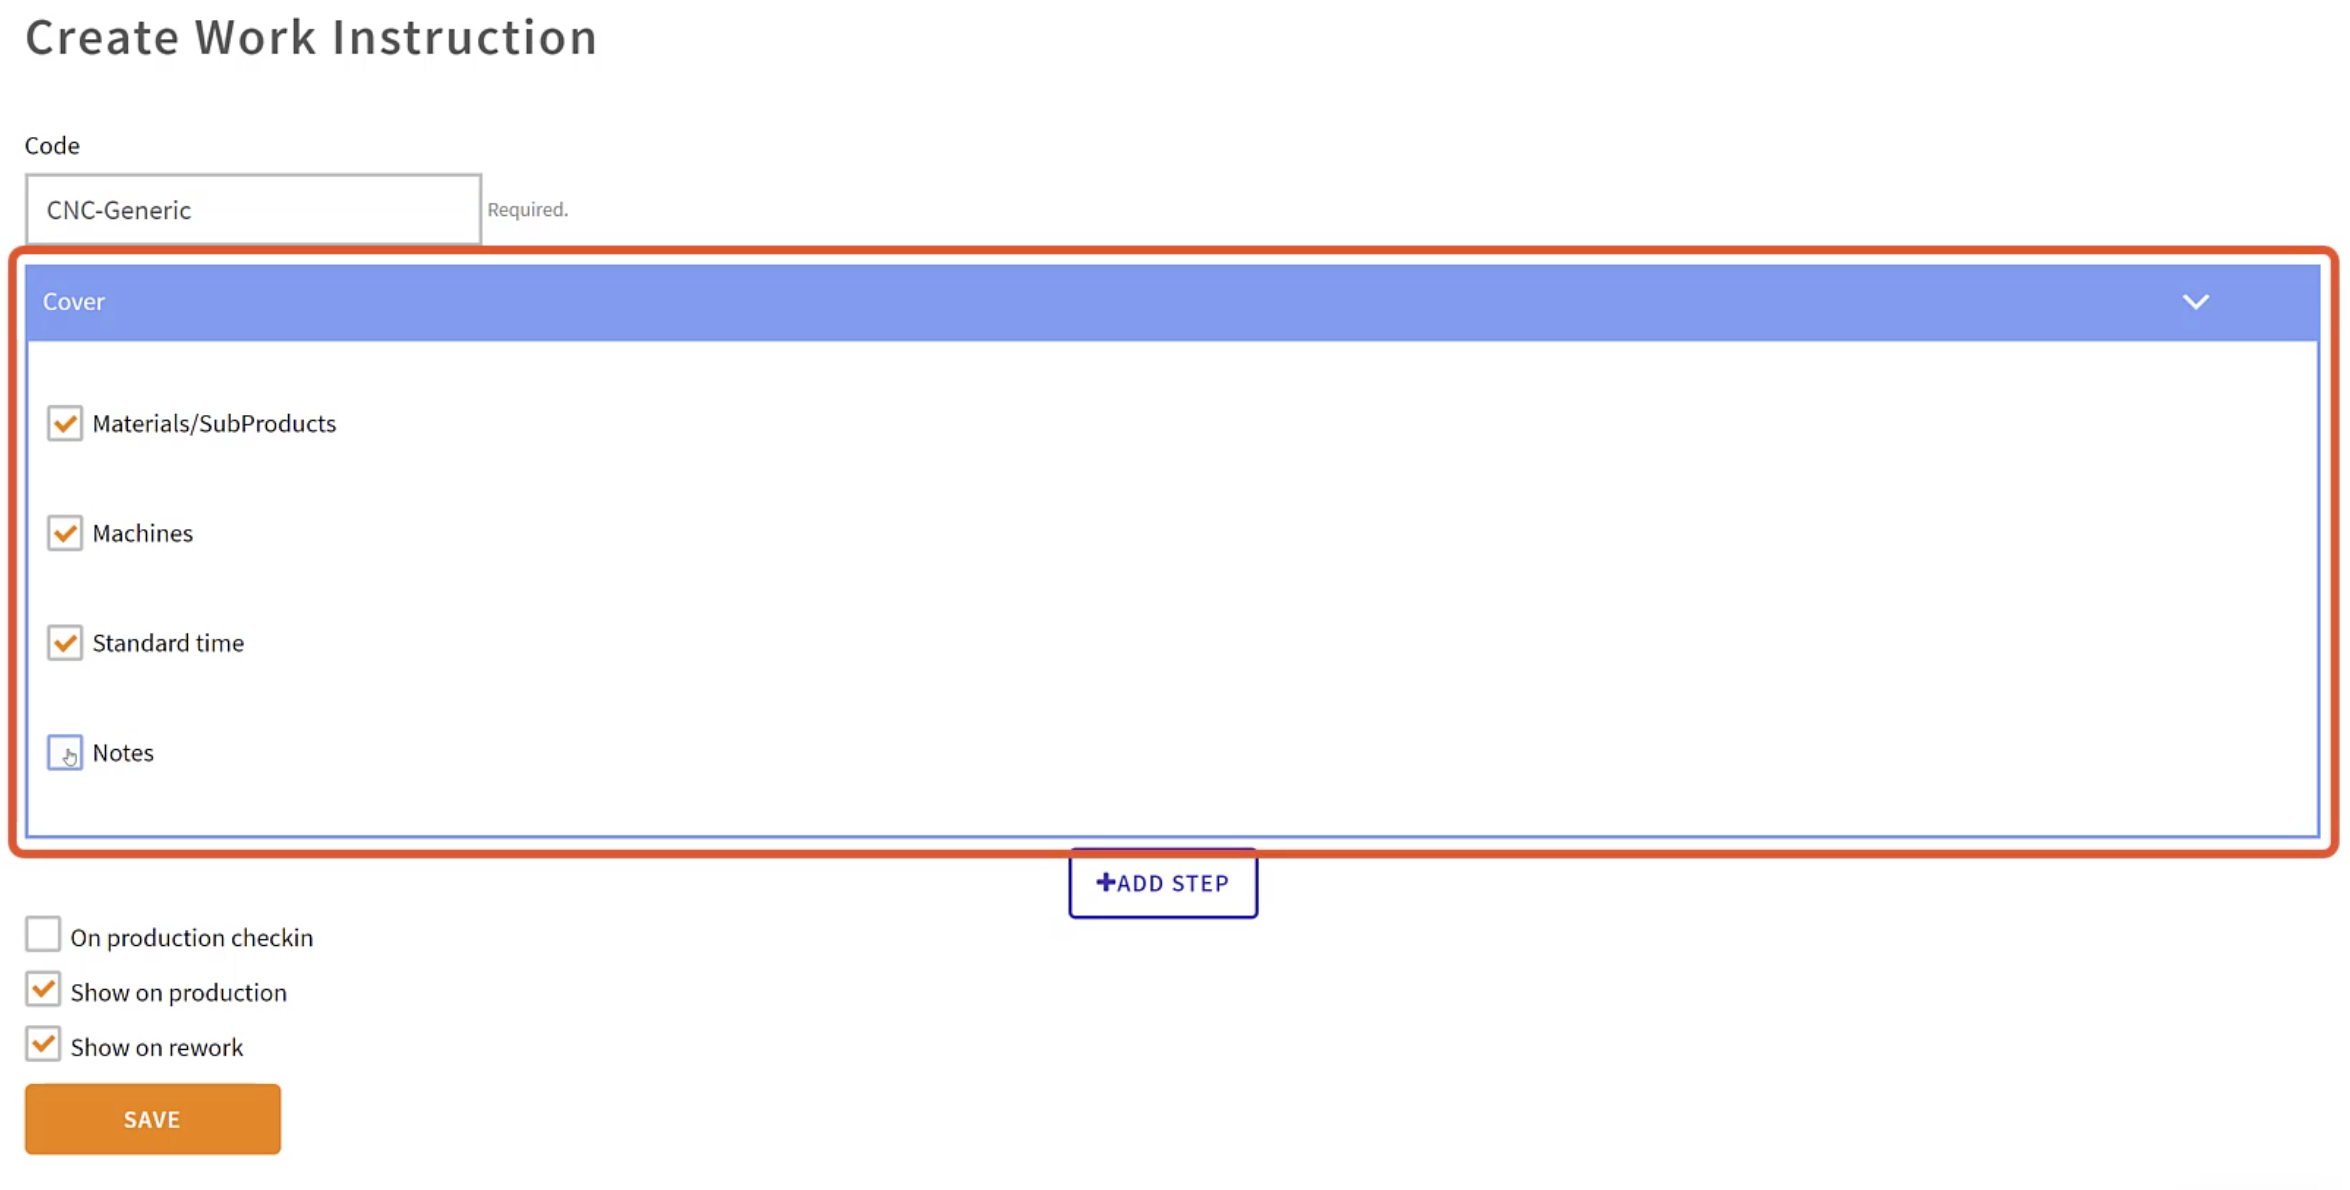 Create Work Instruction
Code
CNC-Generic Required.
Cover
Materials/SubProducts
Machines
Standard time
Notes
+ADD STEP
On production checkin
Show on production
Show on rework
SAVE